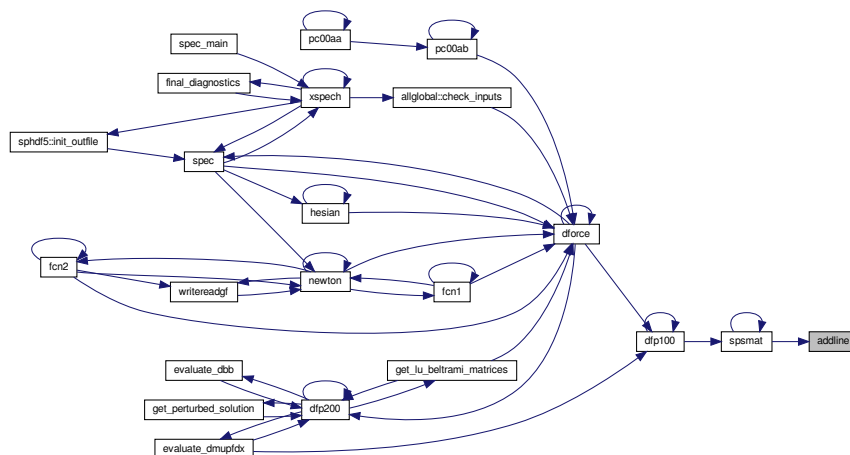 spec_main
pc00aa
pc00ab
final_diagnostics
xspech
allglobal::check_inputs
sphdf5::init_outfile
spec
hesian
dforce
fcn2
newton
writereadgf
fcn1
dfp100
spsmat
addline
evaluate_dbb
get_lu_beltrami_matrices
get_perturbed_solution
dfp200
evaluate_dmupfdx